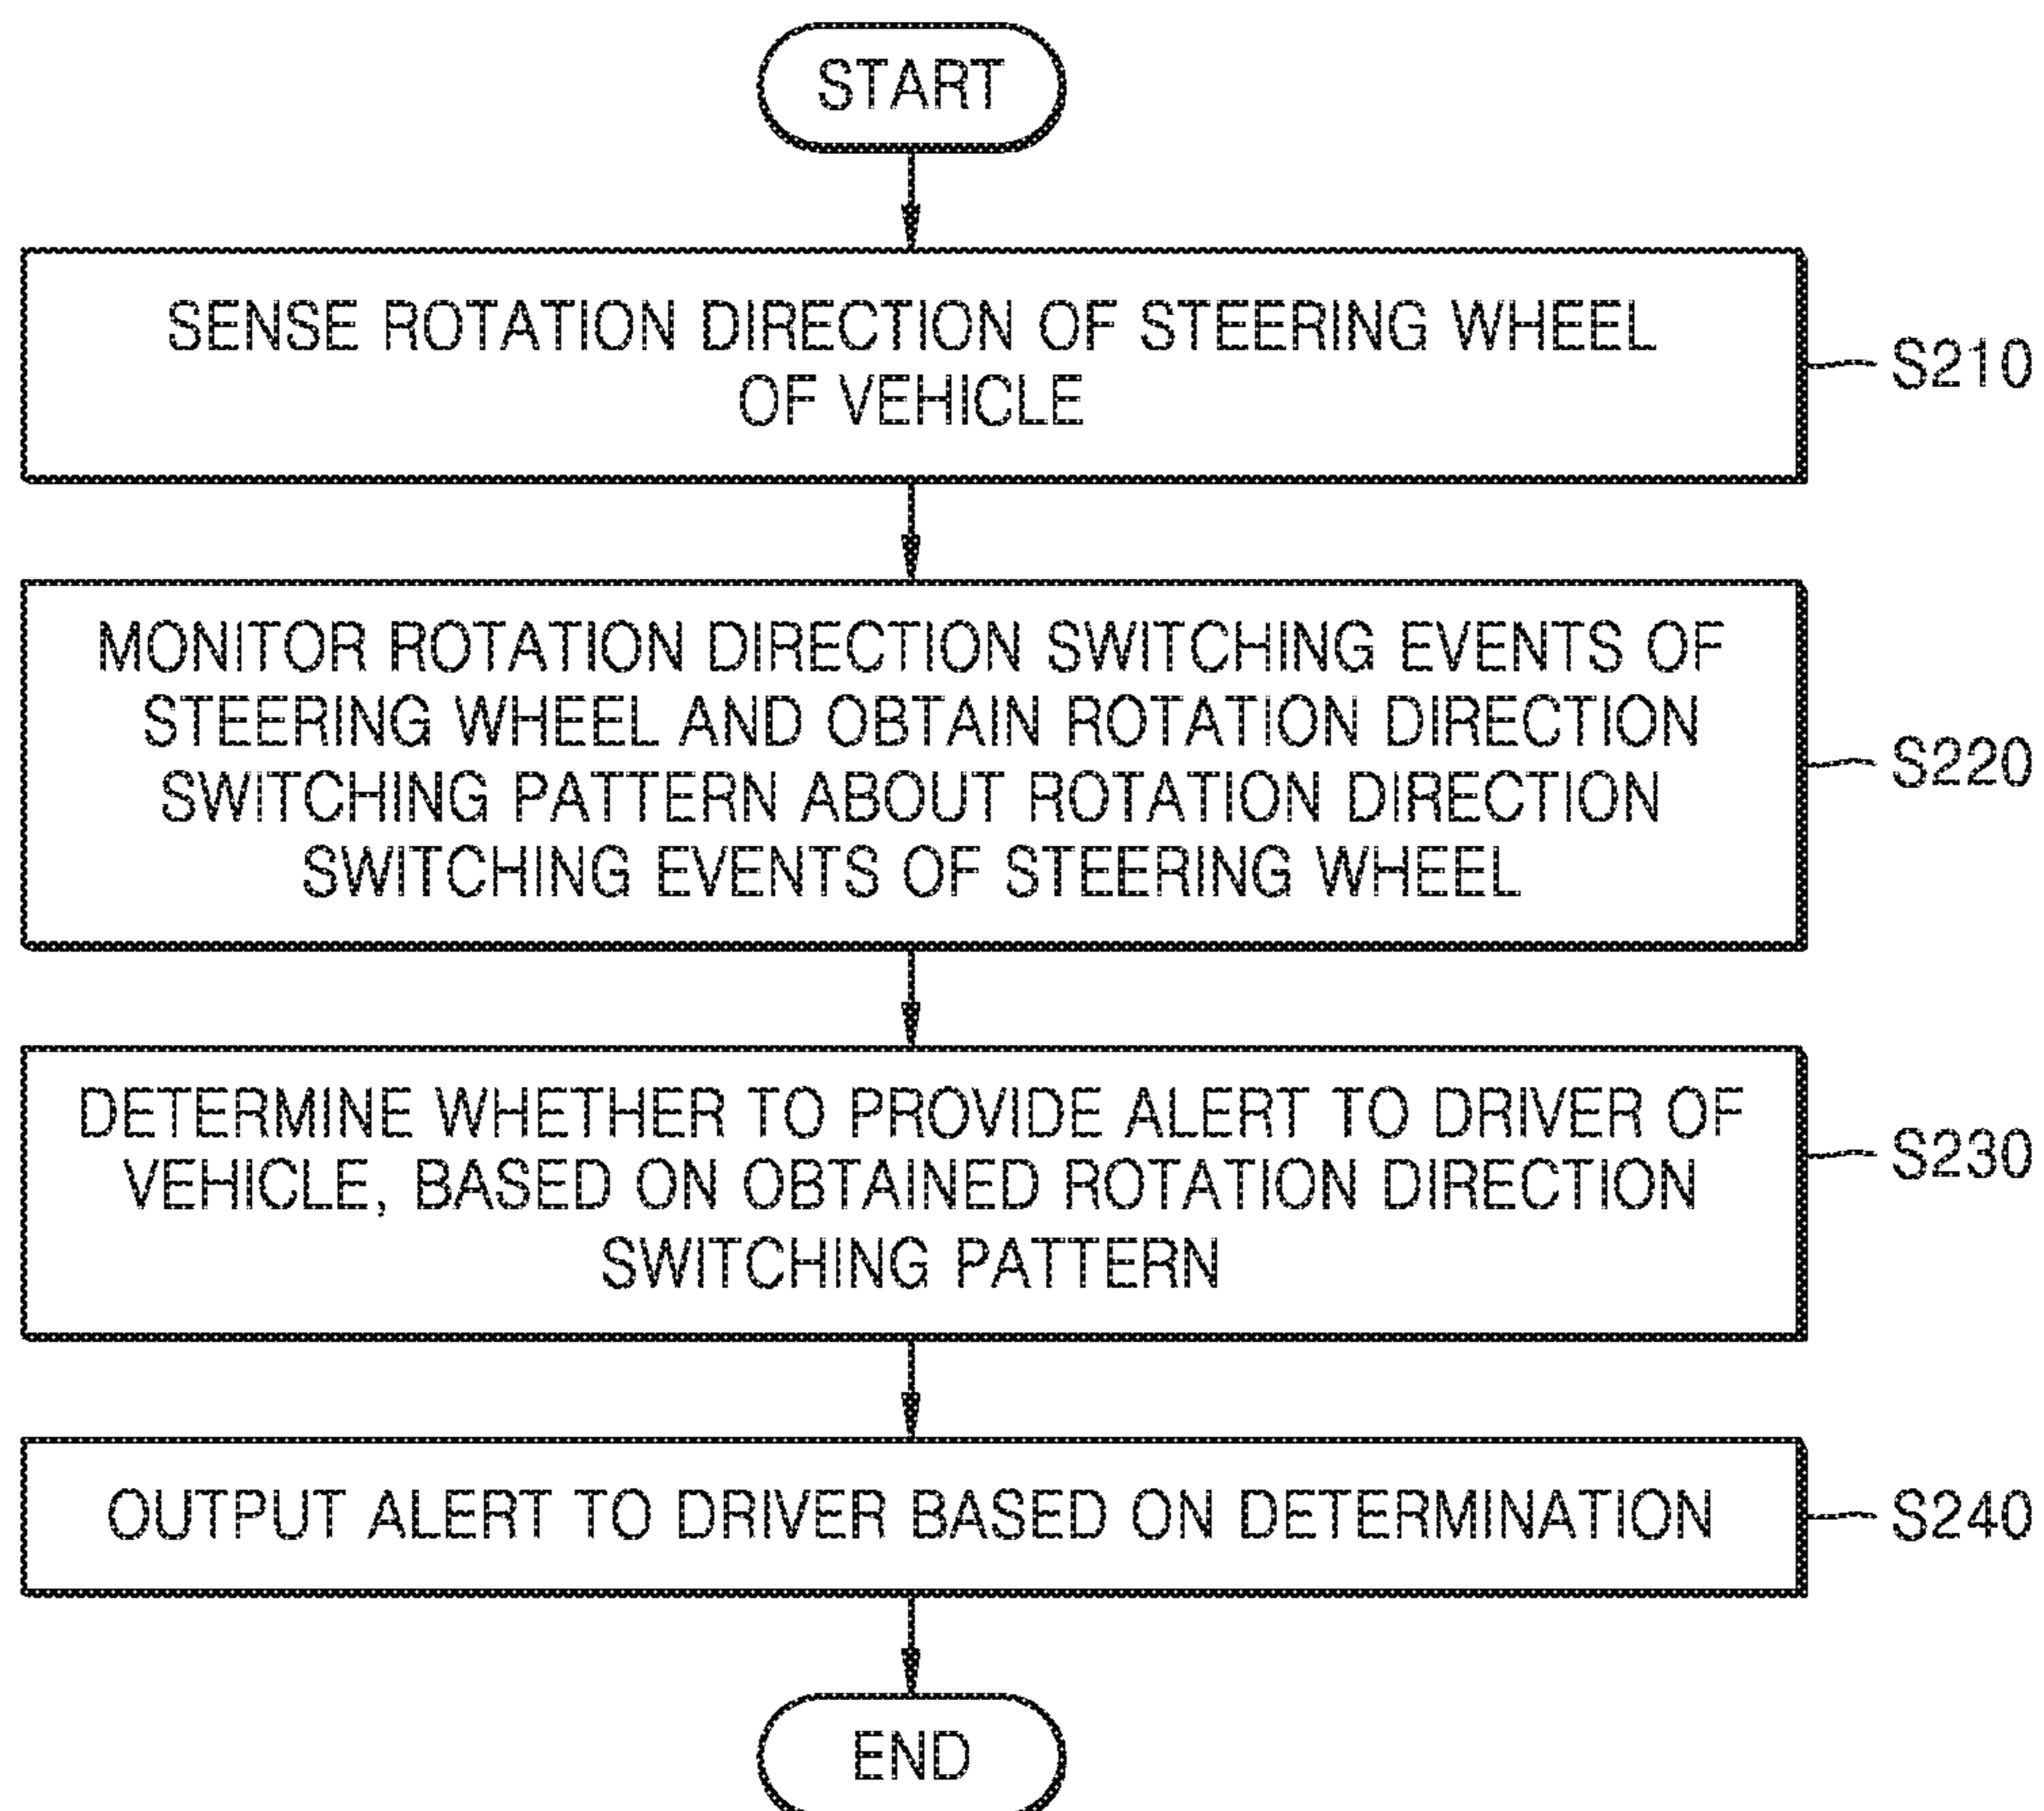 START
SENSE ROTATION DIRECTION OF STEERING WHEEL
OF VEHICLE
S210
MONITOR ROTATION DIRECTION SWITCHING EVENTS OF
STEERING WHEEL AND OBTAIN ROTATION DIRECTION
SWITCHING PATTERN ABOUT ROTATION DIRECTION
SWITCHING EVENTS OF STEERING WHEEL
S220
DETERMINE WHETHER TO PROVIDE ALERT TO DRIVER OF
VEHICLE, BASED ON OBTAINED ROTATION DIRECTION
SWITCHING PATTERN
S230
OUTPUT ALERT TO DRIVER BASED ON DETERMINATION
S240
END